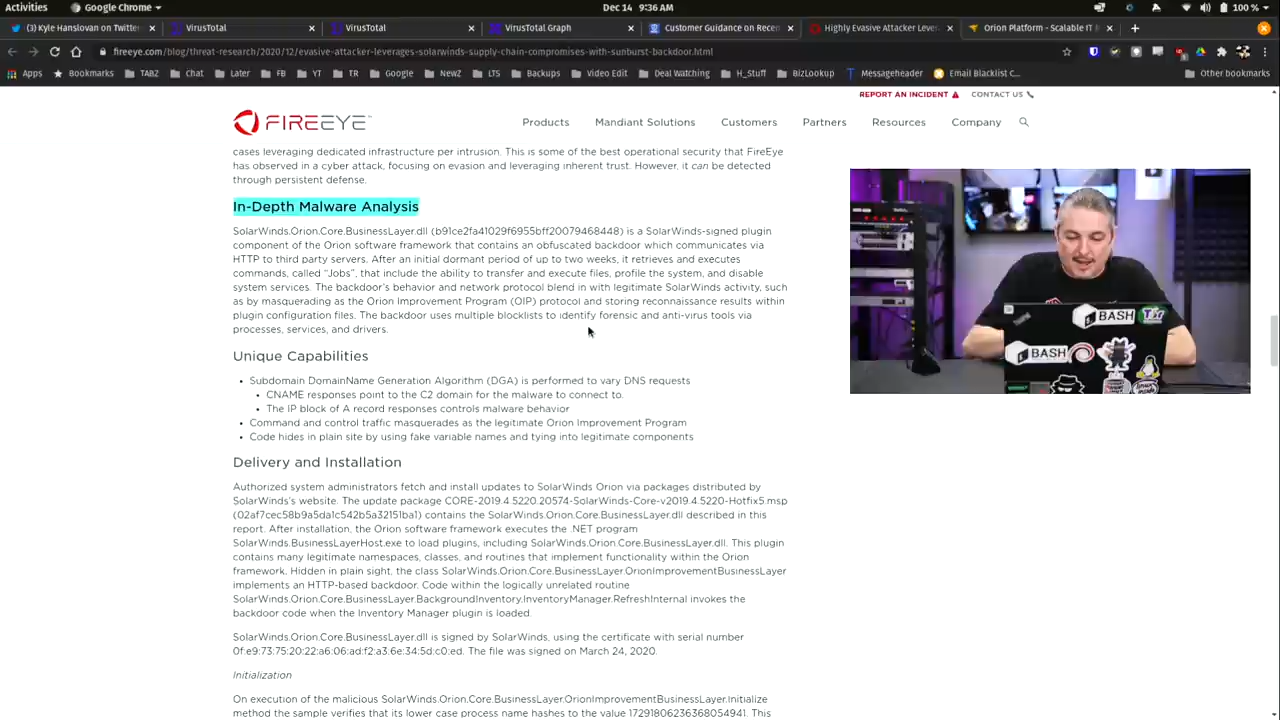 Activities
Google Chrome
Dec 14 9:36 AM
100 %
() Kyle Hanslovan on Twitter
VirusTotal
VirusTotal
VirusTotal Graph
Customer Guidance on Recen
Highly Evasive Attacker Lever
Orion Platform - Scalable IT M
fireeye.com/blog/threat-research/2020/12/evasive-attacker-leverages-solarwinds-supply-chain-compromises-with-sunburst-backdoor.html
Apps Bookmarks TABZ Chat Later FB YT TR Google NewZ LTS Backups Video Edit Deal Watching H_Stuff BizLookup Messageheader Email Blacklist C... Other bookmarks
REPORT AN INCIDENT CONTACT US
FIREEYE
Products Mandiant Solutions Customers Partners Resources Company
cases leveraging dedicated infrastructure per intrusion. This is some of the best operational security that FireEye
has observed in a cyber attack, focusing on evasion and leveraging inherent trust. However, it can be detected
through persistent defense.
In-Depth Malware Analysis
SolarWinds.Orion.Core.BusinessLayer.dll (b91ce2fa41029f6955bff20079468448) is a SolarWinds-signed plugin
component of the Orion software framework that contains an obfuscated backdoor which communicates via
HTTP to third party servers. After an initial dormant period of up to two weeks, it retrieves and executes
commands, called “Jobs”, that include the ability to transfer and execute files, profile the system, and disable
system services. The backdoor’s behavior and network protocol blend in with legitimate SolarWinds activity, such
as by masquerading as the Orion Improvement Program (OIP) protocol and storing reconnaissance results within
plugin configuration files. The backdoor uses multiple blocklists to identify forensic and anti-virus tools via
processes, services, and drivers.
Unique Capabilities
• Subdomain DomainName Generation Algorithm (DGA) is performed to vary DNS requests
• CNAME responses point to the C2 domain for the malware to connect to.
• The IP block of A record responses controls malware behavior
• Command and control traffic masquerades as the legitimate Orion Improvement Program
• Code hides in plain site by using fake variable names and tying into legitimate components
Delivery and Installation
Authorized system administrators fetch and install updates to SolarWinds Orion via packages distributed by
SolarWinds’s website. The update package CORE-2019.4.5220.20574-SolarWinds-Core-v2019.4.5220-Hotfix5.msp
(02af7cec58b9a5da1c542b5a32151ba1) contains the SolarWinds.Orion.Core.BusinessLayer.dll described in this
report. After installation, the Orion software framework executes the .NET program
SolarWinds.BusinessLayerHost.exe to load plugins, including SolarWinds.Orion.Core.BusinessLayer.dll. This plugin
contains many legitimate namespaces, classes, and routines that implement functionality within the Orion
framework. Hidden in plain sight, the class SolarWinds.Orion.Core.BusinessLayer.OrionImprovementBusinessLayer
implements an HTTP-based backdoor. Code within the logically unrelated routine
SolarWinds.Orion.Core.BusinessLayer.BackgroundInventory.InventoryManager.RefreshInternal invokes the
backdoor code when the Inventory Manager plugin is loaded.
SolarWinds.Orion.Core.BusinessLayer.dll is signed by SolarWinds, using the certificate with serial number
0f:e9:73:75:20:22:a6:06:ad:f2:a3:6e:34:5d:c0:ed. The file was signed on March 24, 2020.
Initialization
On execution of the malicious SolarWinds.Orion.Core.BusinessLayer.OrionImprovementBusinessLayer.Initialize
method the sample verifies that its lower case process name hashes to the value 17291806236368054941. This
BASH
BASH